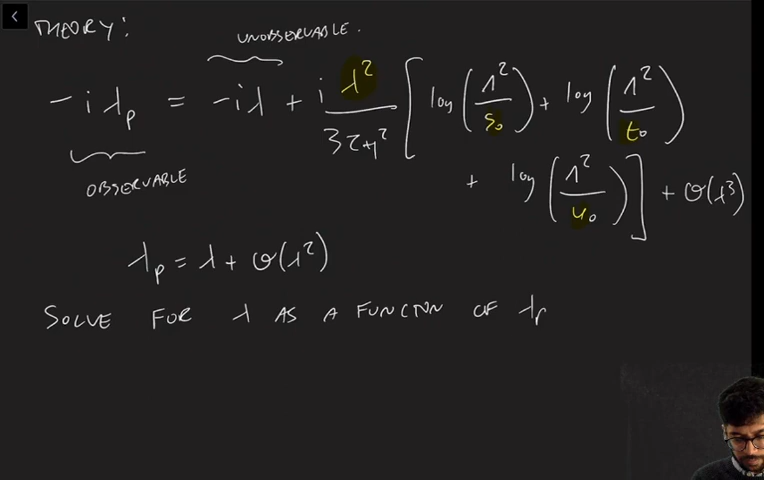 THEORY:
UNOBSERVABLE.
-iλ_p = -iλ + i λ²/32π² [log(Λ²/s₀) + log(Λ²/t₀)
+ log(Λ²/u₀)] + O(λ³)
OBSERVABLE
λ_p = λ + O(λ²)
SOLVE FOR λ AS A FUNCTION OF λ_p